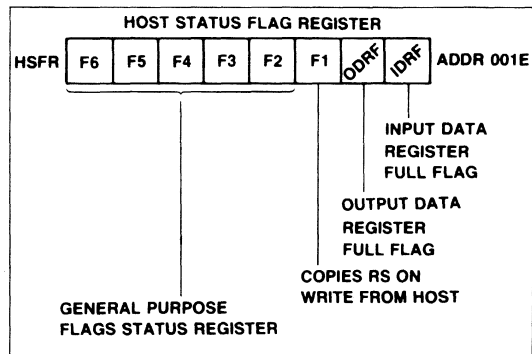 HOST STATUS FLAG REGISTER
HSFR F6 F5 F4 F3 F2 F1 ODRF IDRF ADDR 001E
INPUT DATA
REGISTER
FULL FLAG
OUTPUT DATA
REGISTER
FULL FLAG
COPIES RS ON
WRITE FROM HOST
GENERAL PURPOSE
FLAGS STATUS REGISTER